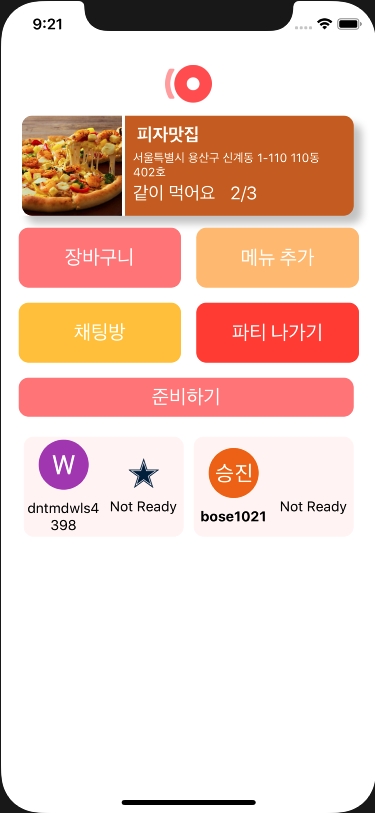 9:21
피자맛집
서울특별시 용산구 신계동 1-110 110동
402호
같이 먹어요 2/3
장바구니
메뉴 추가
채팅방
파티 나가기
준비하기
W
dntmdwls4
398
Not Ready
승진
bose1021
Not Ready